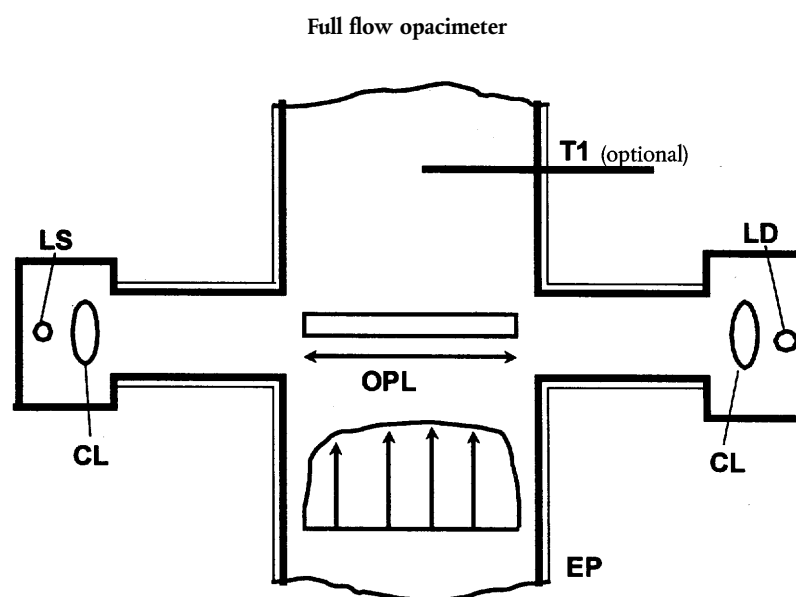 Full flow opacimeter
T1 (optional)
LS
LD
OPL
CL
CL
EP